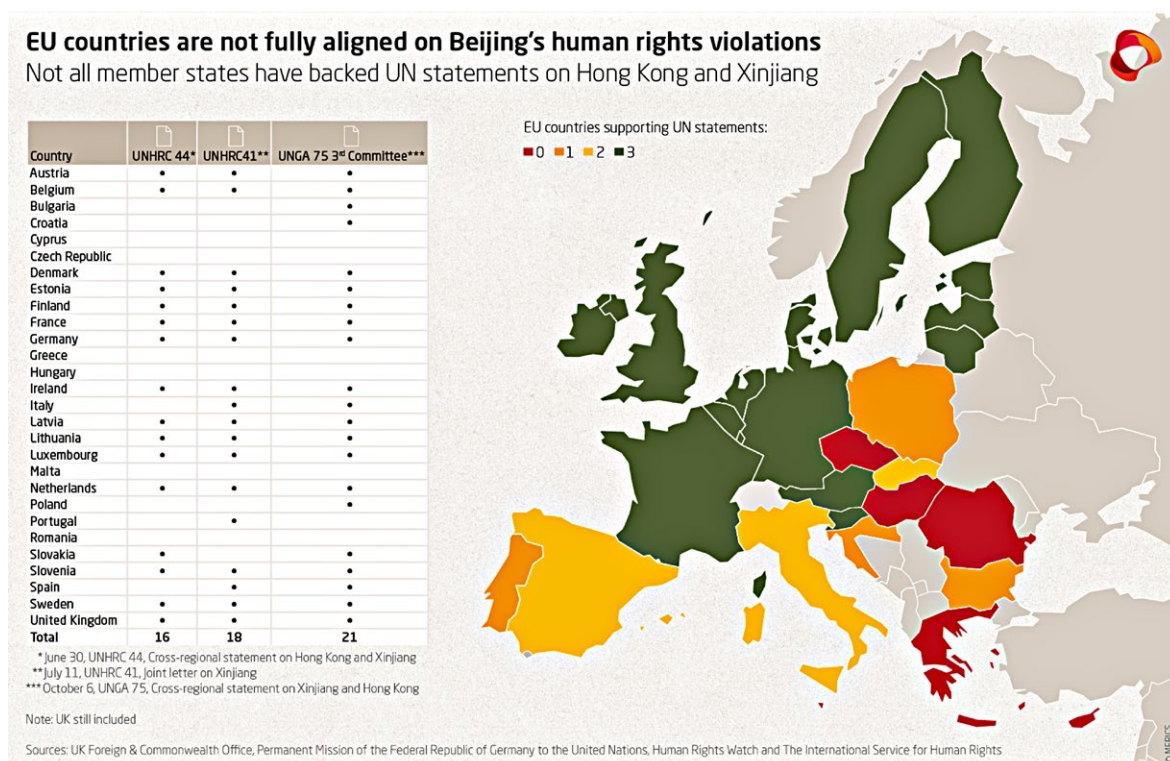 EU countries are not fully aligned on Beijing's human rights violations
Not all member states have backed UN statements on Hong Kong and Xinjiang
Country UNHRC 44* UNHRC41** UNGA 75 3rd Committee***
Austria • • •
Belgium • • •
Bulgaria •
Croatia •
Cyprus
Czech Republic
Denmark • • •
Estonia • • •
Finland • • •
France • • •
Germany • • •
Greece
Hungary
Ireland • • •
Italy • •
Latvia • • •
Lithuania • • •
Luxembourg • • •
Malta
Netherlands • • •
Poland •
Portugal •
Romania
Slovakia • •
Slovenia • • •
Spain • •
Sweden • • •
United Kingdom • • •
Total 16 18 21
*June 30, UNHRC 44, Cross-regional statement on Hong Kong and Xinjiang
**July 11, UNHRC 41, Joint letter on Xinjiang
***October 6, UNGA 75, Cross-regional statement on Xinjiang and Hong Kong
Note: UK still included
Sources: UK Foreign & Commonwealth Office, Permanent Mission of the Federal Republic of Germany to the United Nations, Human Rights Watch and The International Service for Human Rights
EU countries supporting UN statements:
0 1 2 3
MERICS